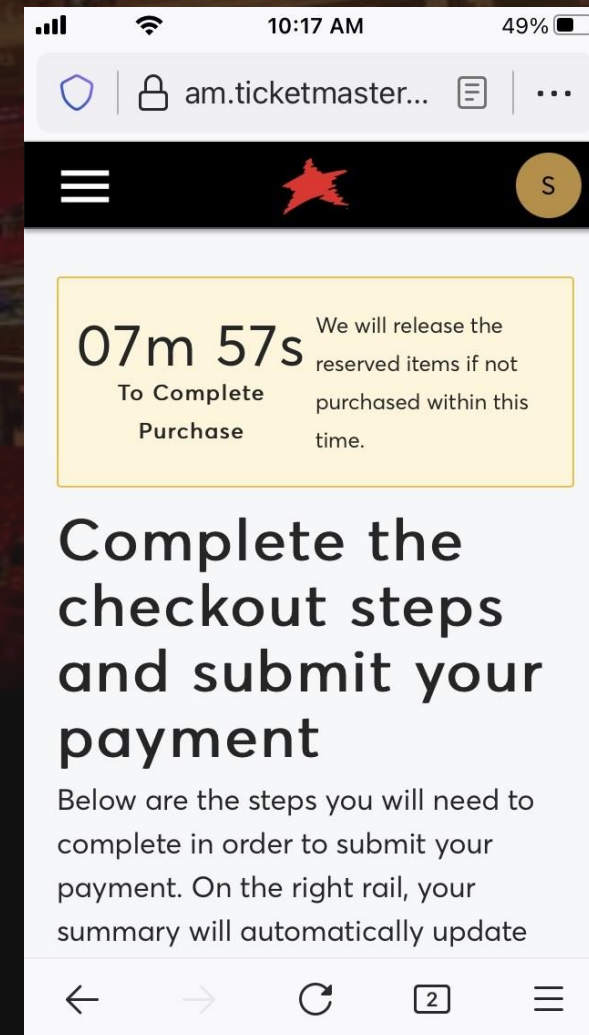 10:17 AM
49%
am.ticketmaster...
S
07m 57s
To Complete
Purchase
We will release the
reserved items if not
purchased within this
time.
Complete the
checkout steps
and submit your
payment
Below are the steps you will need to
complete in order to submit your
payment. On the right rail, your
summary will automatically update
2